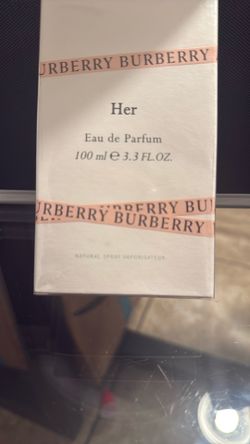 URBERRY BURBERRY
Her
Eau de Parfum
100 ml e 3.3 FL.OZ.
URBERRY BURBERRY BU
URBERRY BURBERRY
NATURAL SPRAY VAPORISATEUR